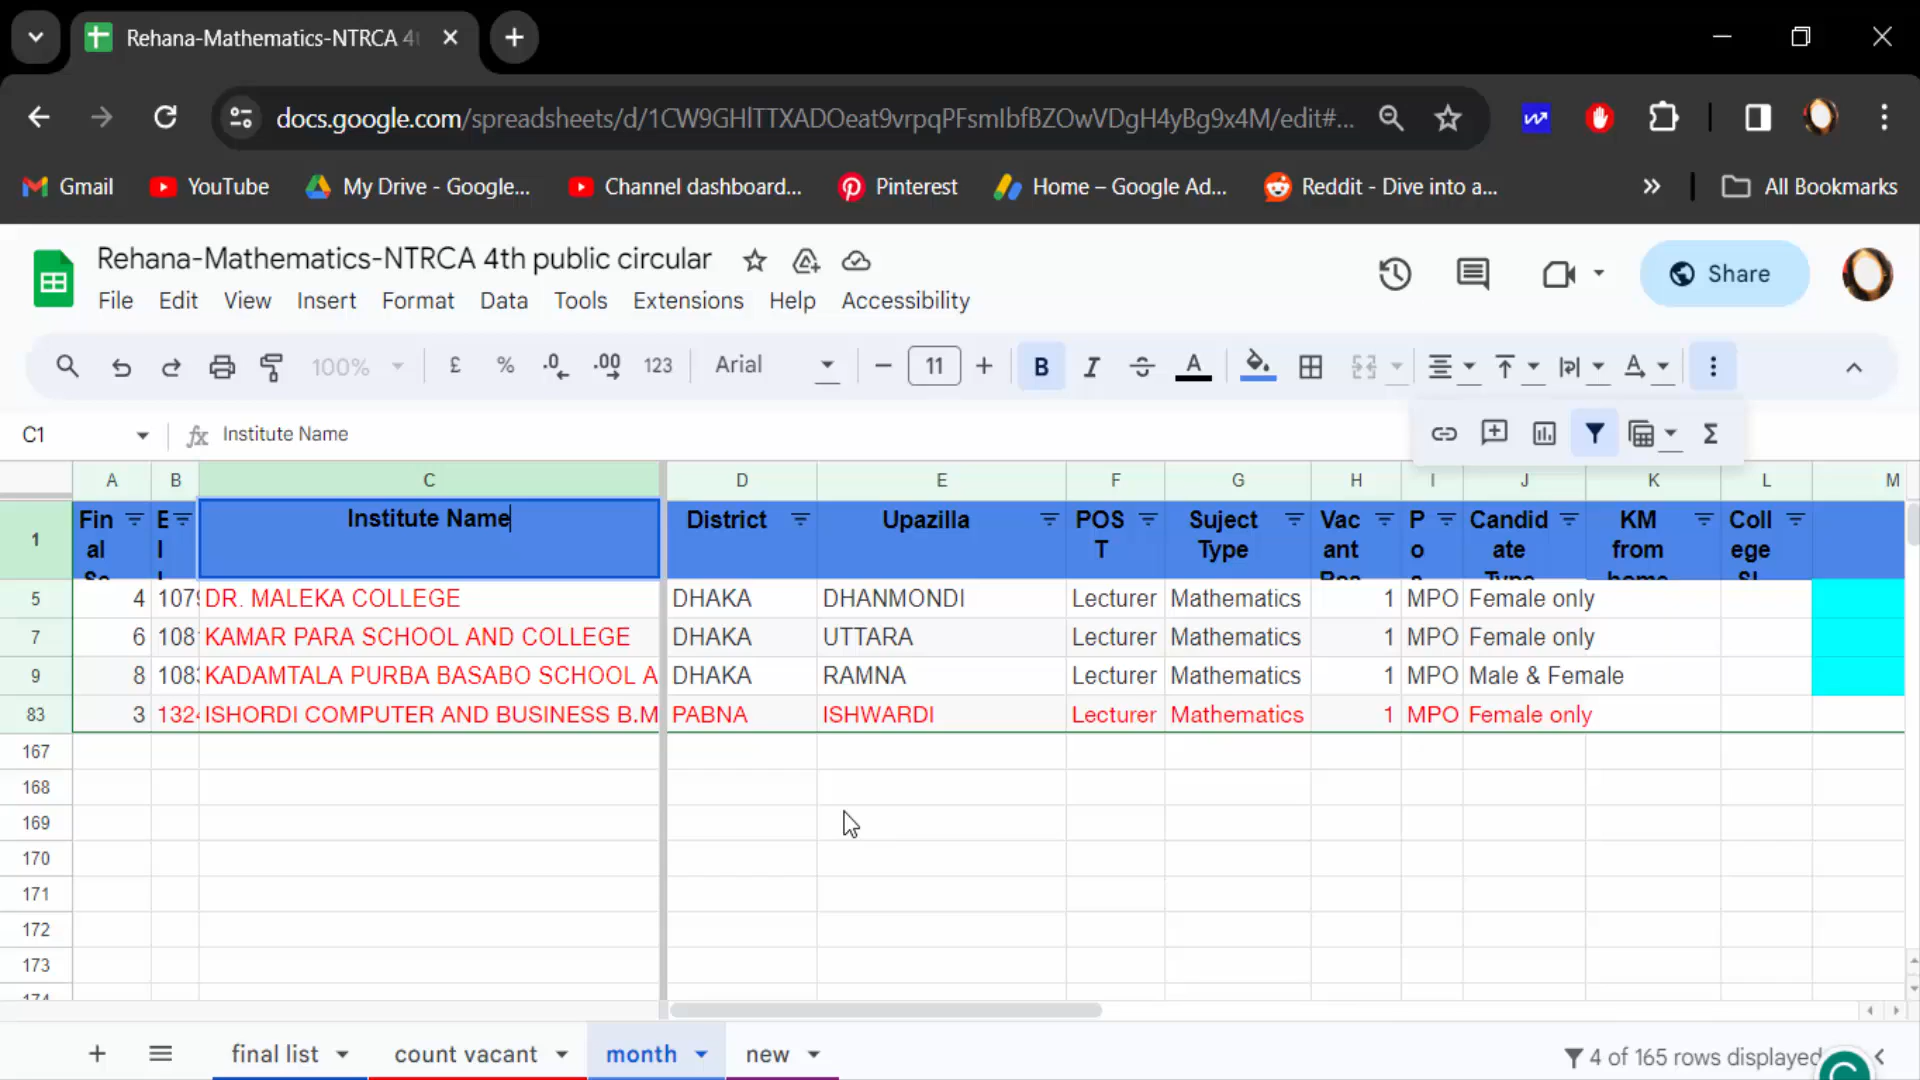 Rehana-Mathematics-NTRCA 4t
docs.google.com/spreadsheets/d/1CW9GHlTTXADOeat9vrpqPFsmIbfBZOwVDgH4yBg9x4M/edit#...
Gmail YouTube My Drive - Google... Channel dashboard... Pinterest Home – Google Ad... Reddit - Dive into a... » All Bookmarks
Rehana-Mathematics-NTRCA 4th public circular
Share
File Edit View Insert Format Data Tools Extensions Help Accessibility
100% £ % .0 .00 123 Arial 11 B I A A
C1 fx Institute Name Σ
A B C D E F G H I J K L M
1 Fin al E l Institute Name District Upazilla POS T Suject Type Vac ant P o Candid ate KM from Coll ege
5 4 107 DR. MALEKA COLLEGE DHAKA DHANMONDI Lecturer Mathematics 1 MPO Female only
7 6 108 KAMAR PARA SCHOOL AND COLLEGE DHAKA UTTARA Lecturer Mathematics 1 MPO Female only
9 8 108 KADAMTALA PURBA BASABO SCHOOL A DHAKA RAMNA Lecturer Mathematics 1 MPO Male & Female
83 3 132 ISHORDI COMPUTER AND BUSINESS B.M PABNA ISHWARDI Lecturer Mathematics 1 MPO Female only
167
168
169
170
171
172
173
174
final list count vacant month new 4 of 165 rows displayed